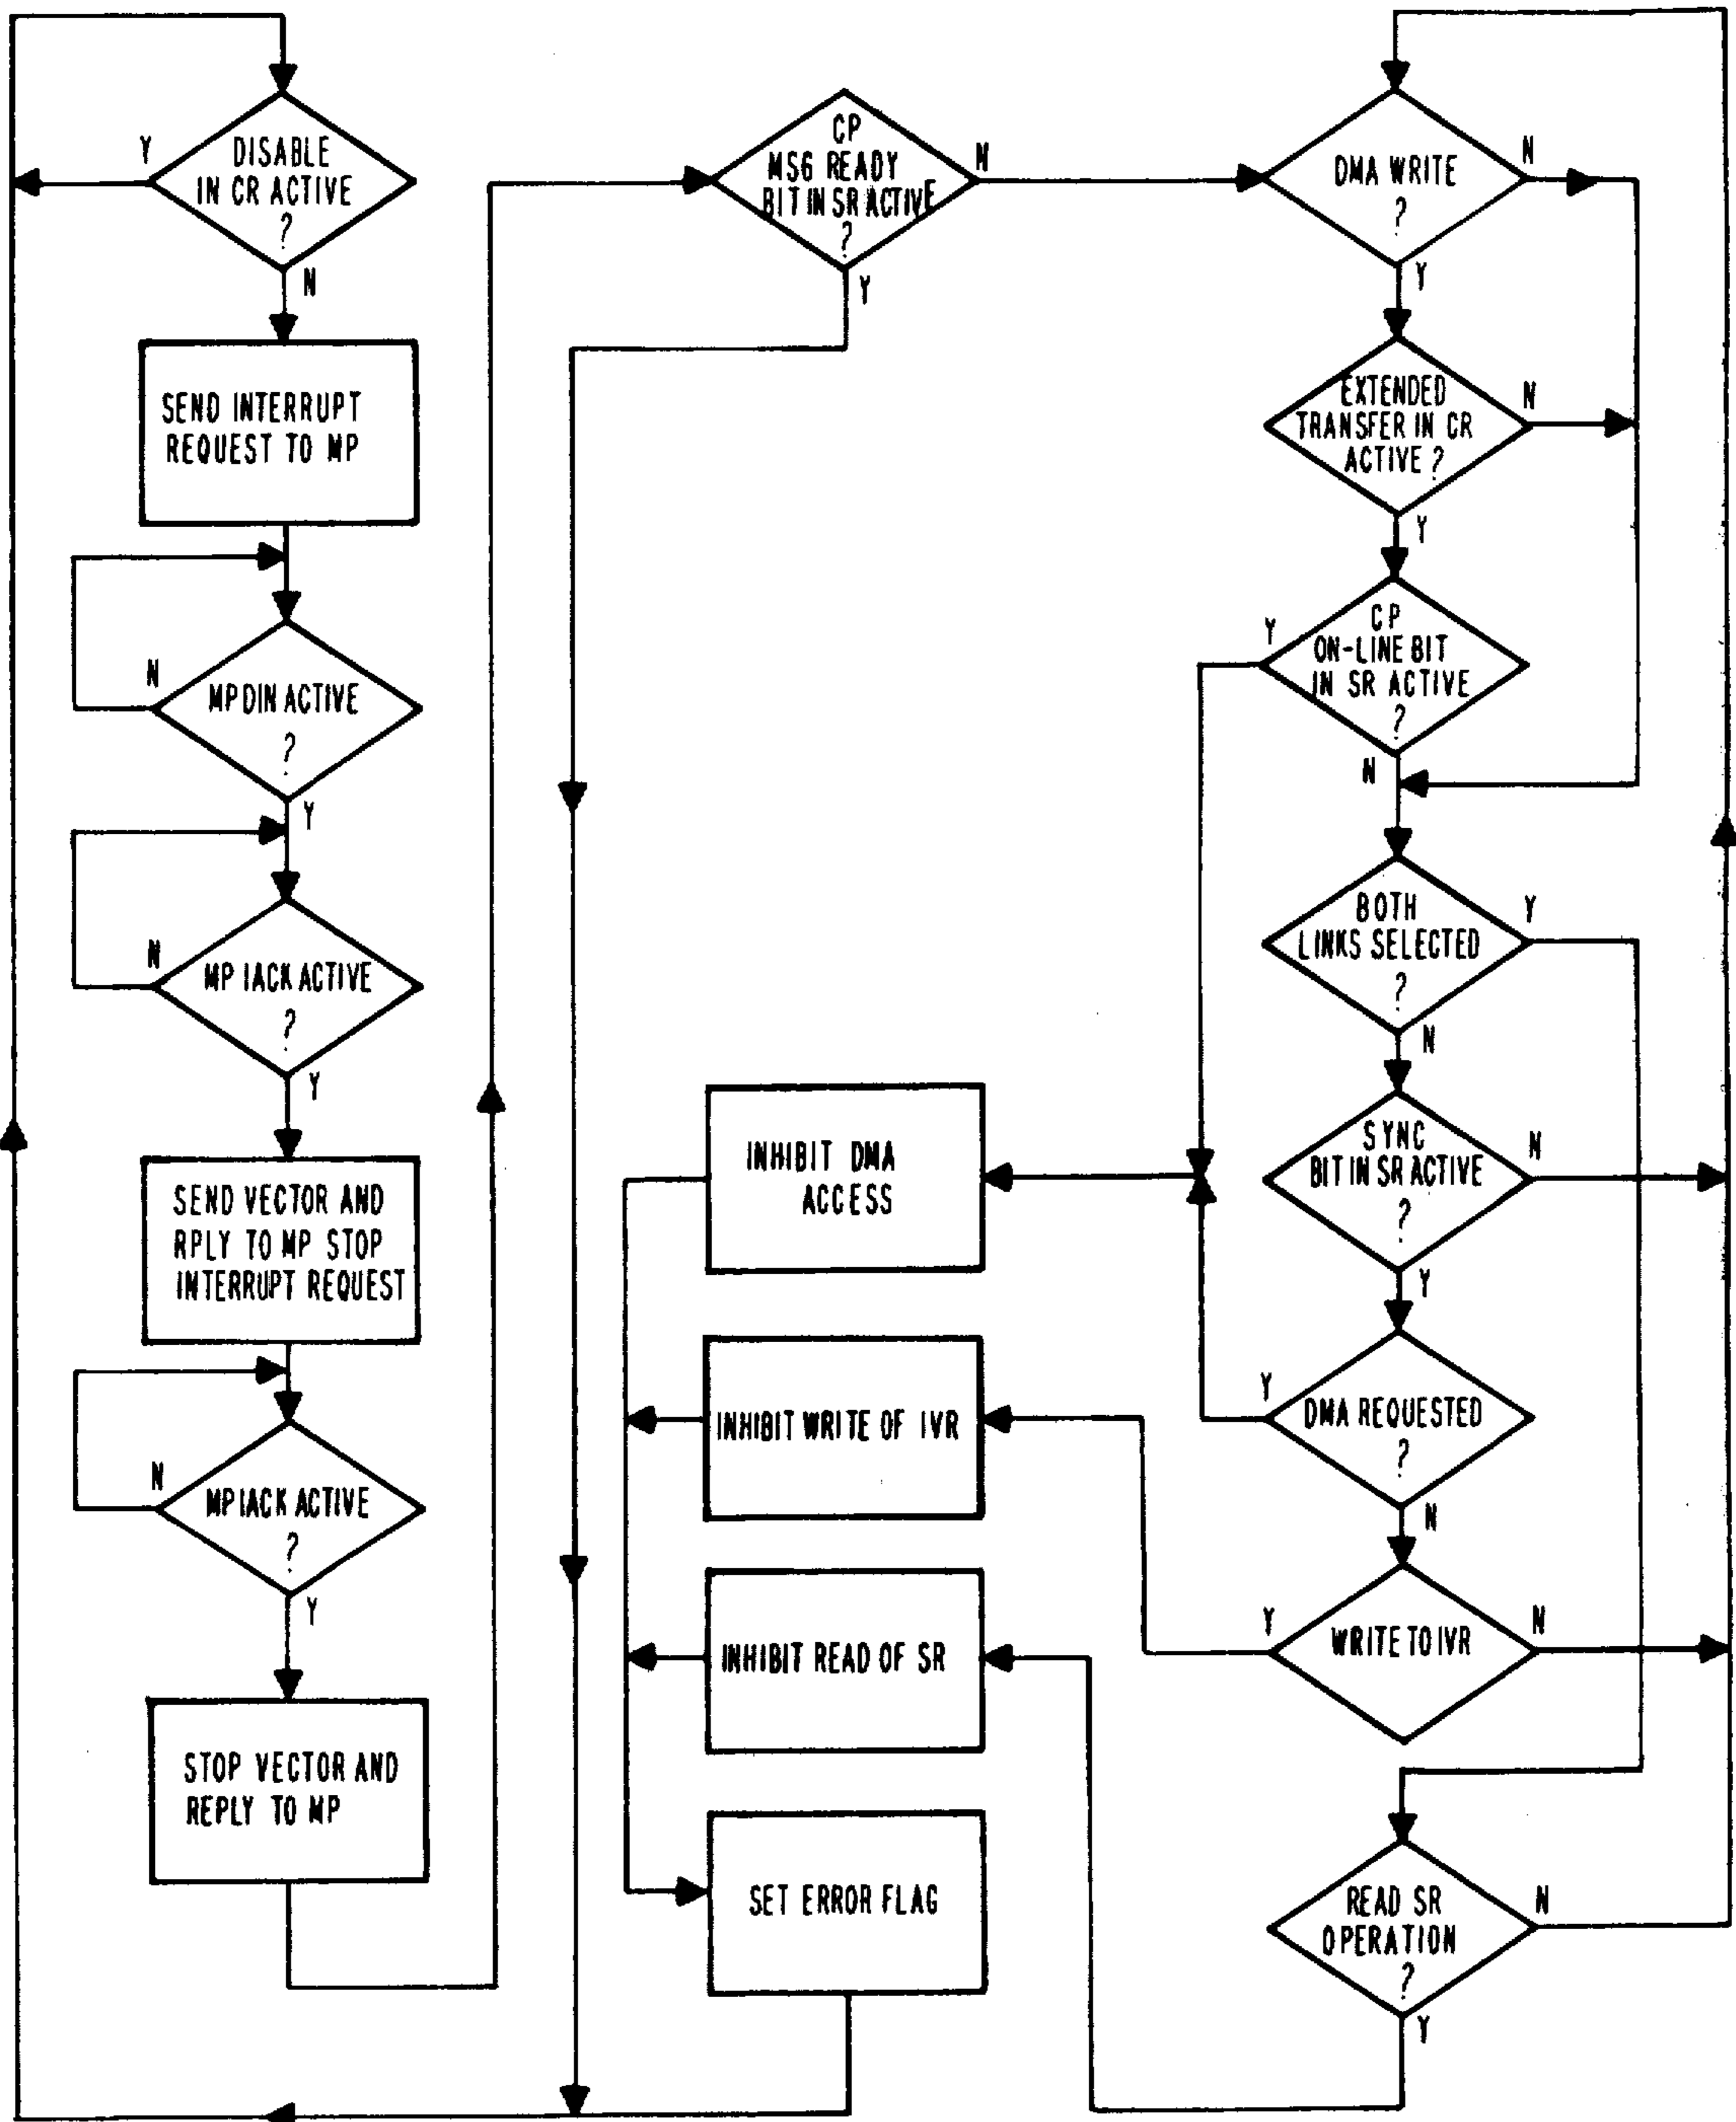 DISABLE
IN CR ACTIVE
?
Y
N
SEND INTERRUPT
REQUEST TO MP
MPDIN ACTIVE
?
N
Y
MP IACK ACTIVE
?
N
Y
SEND VECTOR AND
RPLY TO MP STOP
INTERRUPT REQUEST
MPIACK ACTIVE
?
N
Y
STOP VECTOR AND
REPLY TO MP
CP
MSG READY
BIT IN SR ACTIVE
?
N
Y
INHIBIT DMA
ACCESS
INHIBIT WRITE OF IVR
INHIBIT READ OF SR
SET ERROR FLAG
DMA WRITE
?
N
Y
EXTENDED
TRANSFER IN CR
ACTIVE ?
N
Y
CP
ON-LINE BIT
IN SR ACTIVE
?
Y
N
BOTH
LINKS SELECTED
?
Y
N
SYNC
BIT IN SR ACTIVE
?
N
Y
DMA REQUESTED
?
Y
N
WRITE TO IVR
Y
N
READ SR
OPERATION
?
N
Y